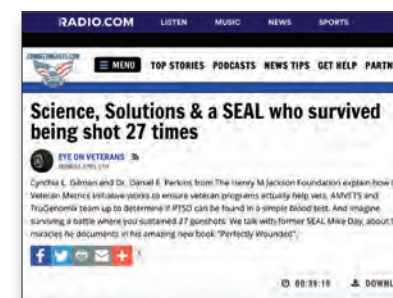 RADIO.COM LISTEN MUSIC NEWS SPORTS
CONNECTINGVETS.COM
MENU TOP STORIES PODCASTS NEWS TIPS GET HELP PARTN
Science, Solutions & a SEAL who survived
being shot 27 times
EYE ON VETERANS
Cynthia L. Gilman and Dr. Daniel F. Perkins from The Henry M Jackson Foundation explain how
Veteran Metrics Initiative works to ensure veteran programs actually help vets. AMVETS and
TruGenomix team up to determine if PTSD can be found in a simple blood test. And imagine
surviving a battle where you sustained 27 gunshots. We talk with former SEAL Mike Day, about
miracles he documents in his amazing new book "Perfectly Wounded".
00:39:16 DOWNL